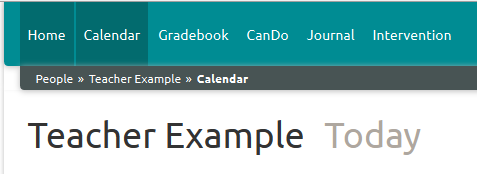 Home Calendar Gradebook CanDo Journal Intervention
People » Teacher Example » Calendar
Teacher Example Today